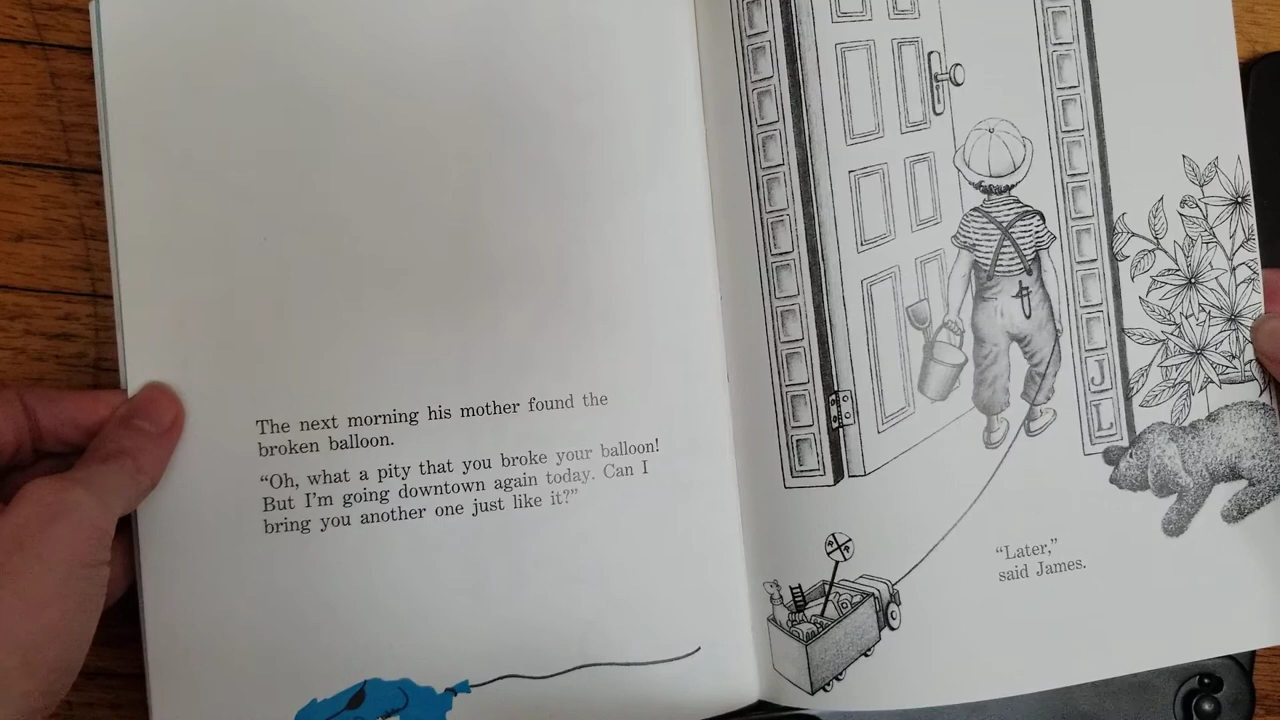 The next morning his mother found the
broken balloon.
“Oh, what a pity that you broke your balloon!
But I’m going downtown again today. Can I
bring you another one just like it?”
J
L
“Later,”
said James.